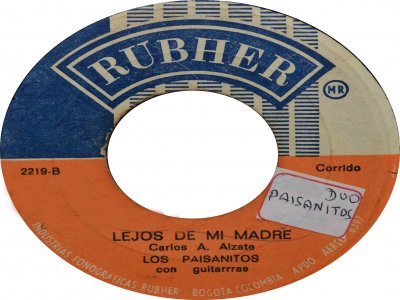 RUBHER
MR
2219-B
Corrido
DUO
PAISANITOS
LEJOS DE MI MADRE
Carlos A. Alzate
LOS PAISANITOS
con guitarrras
INDUSTRIAS FONOGRAFICAS RUBHER - BOGOTA-COLOMBIA APDO AEREO